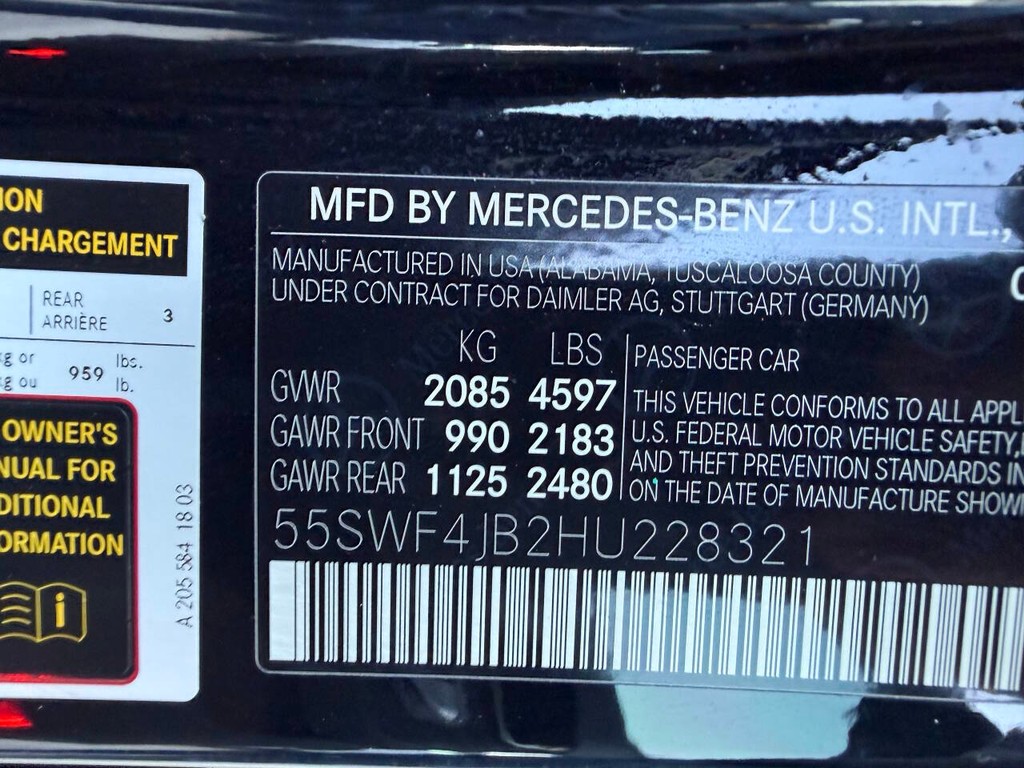 ION
CHARGEMENT
REAR
ARRIÈRE 3
kg or lbs.
959
kg ou lb.
OWNER'S
NUAL FOR
DITIONAL
ORMATION
i
A 205 584 18 03
MFD BY MERCEDES-BENZ U.S. INTL.,
MANUFACTURED IN USA (ALABAMA, TUSCALOOSA COUNTY)
UNDER CONTRACT FOR DAIMLER AG, STUTTGART (GERMANY)
KG LBS
GVWR 2085 4597
GAWR FRONT 990 2183
GAWR REAR 1125 2480
PASSENGER CAR
THIS VEHICLE CONFORMS TO ALL APPL
U.S. FEDERAL MOTOR VEHICLE SAFETY,
AND THEFT PREVENTION STANDARDS IN
ON THE DATE OF MANUFACTURE SHOW
55SWF4JB2HU228321